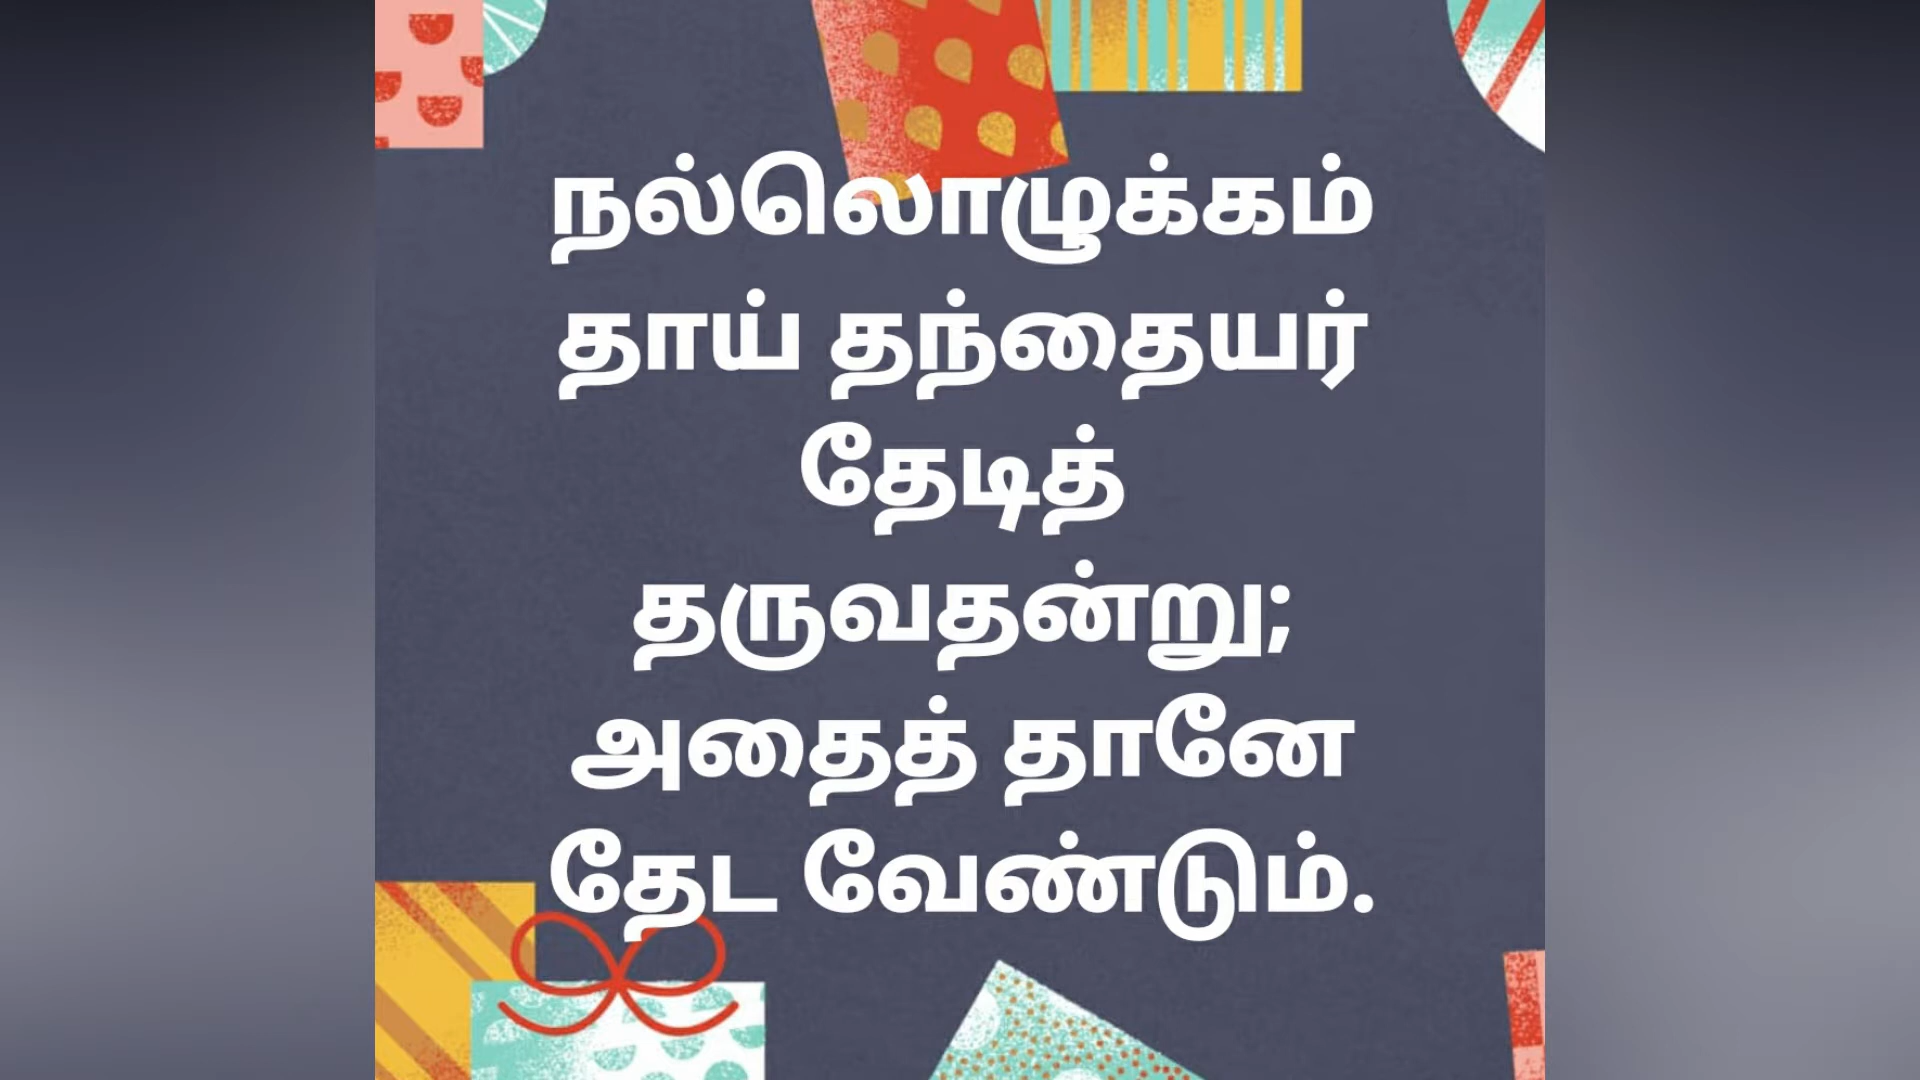 நல்லொழுக்கம்
தாய் தந்தையர்
தேடித்
தருவதன்று;
அதைத் தானே
தேட வேண்டும்.